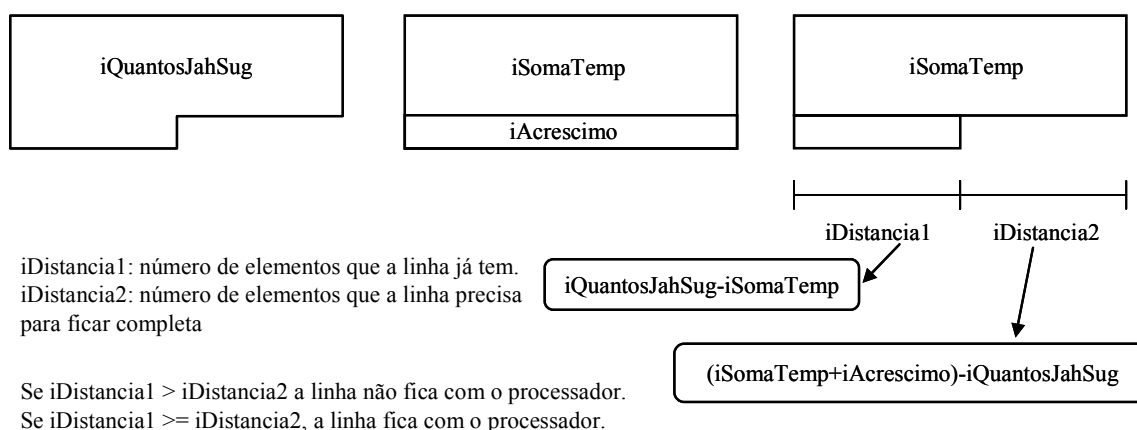 iQuantosJahSug
iSomaTemp
iSomaTemp
iAcrescimo
iDistancia1
iDistancia2
iDistancia1: número de elementos que a linha já tem.
iDistancia2: número de elementos que a linha precisa
para ficar completa
iQuantosJahSug-iSomaTemp
(iSomaTemp+iAcrescimo)-iQuantosJahSug
Se iDistancia1 > iDistancia2 a linha não fica com o processador.
Se iDistancia1 >= iDistancia2, a linha fica com o processador.